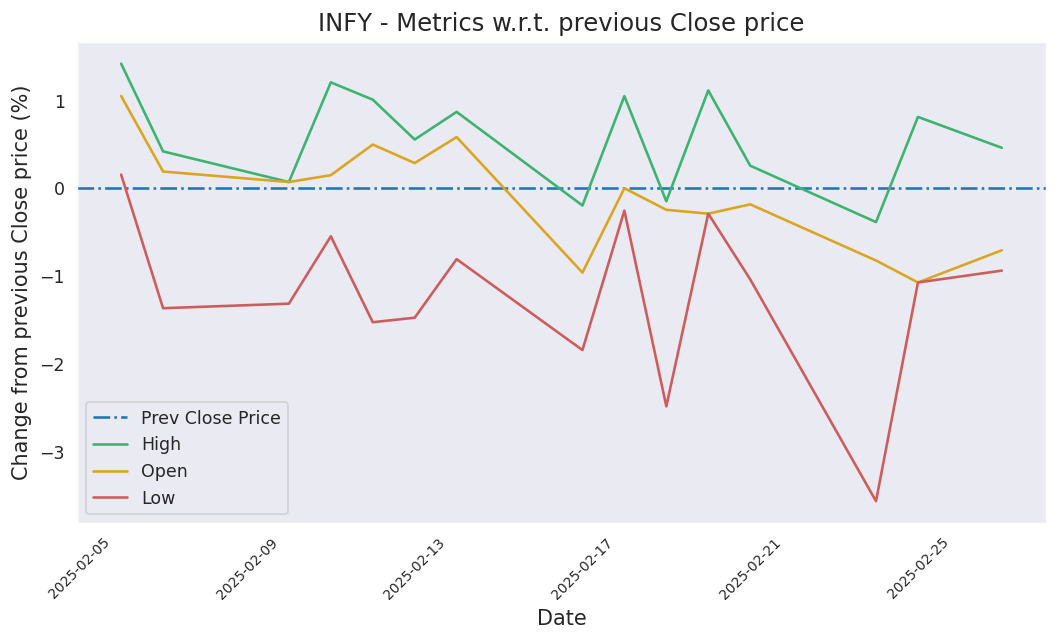 INFY - Metrics w.r.t. previous Close price
Change from previous Close price (%)
1
0
−1
−2
−3
Prev Close Price
High
Open
Low
2025-02-05
2025-02-09
2025-02-13
2025-02-17
2025-02-21
2025-02-25
Date